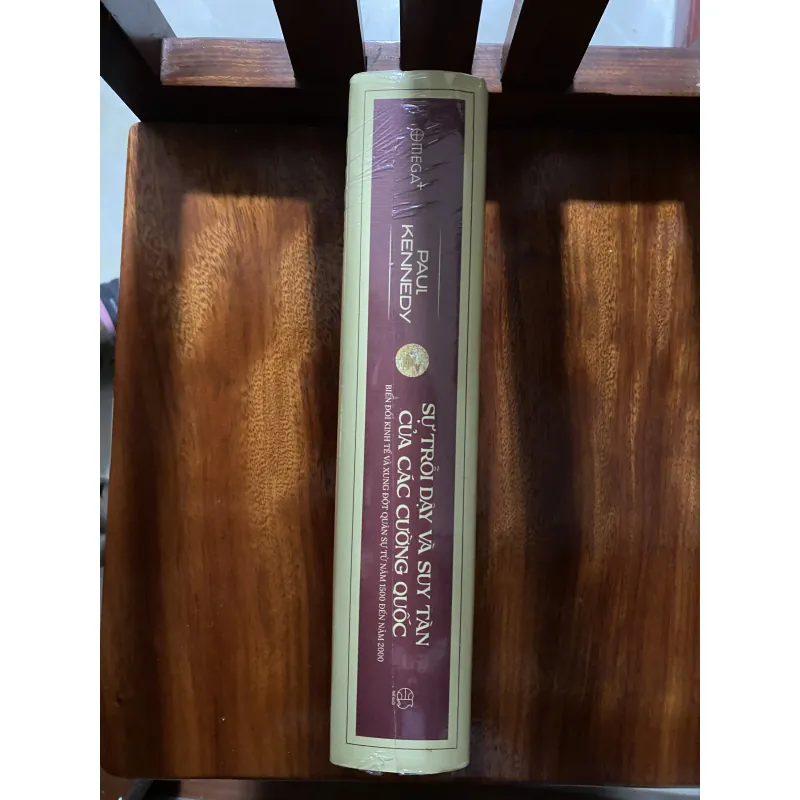 OMEGA+
PAUL
KENNEDY
SỰ TRỖI DẬY VÀ SUY TÀN
CỦA CÁC CƯỜNG QUỐC
BIẾN ĐỔI KINH TẾ VÀ XUNG ĐỘT QUÂN SỰ TỪ NĂM 1500 ĐẾN NĂM 2000